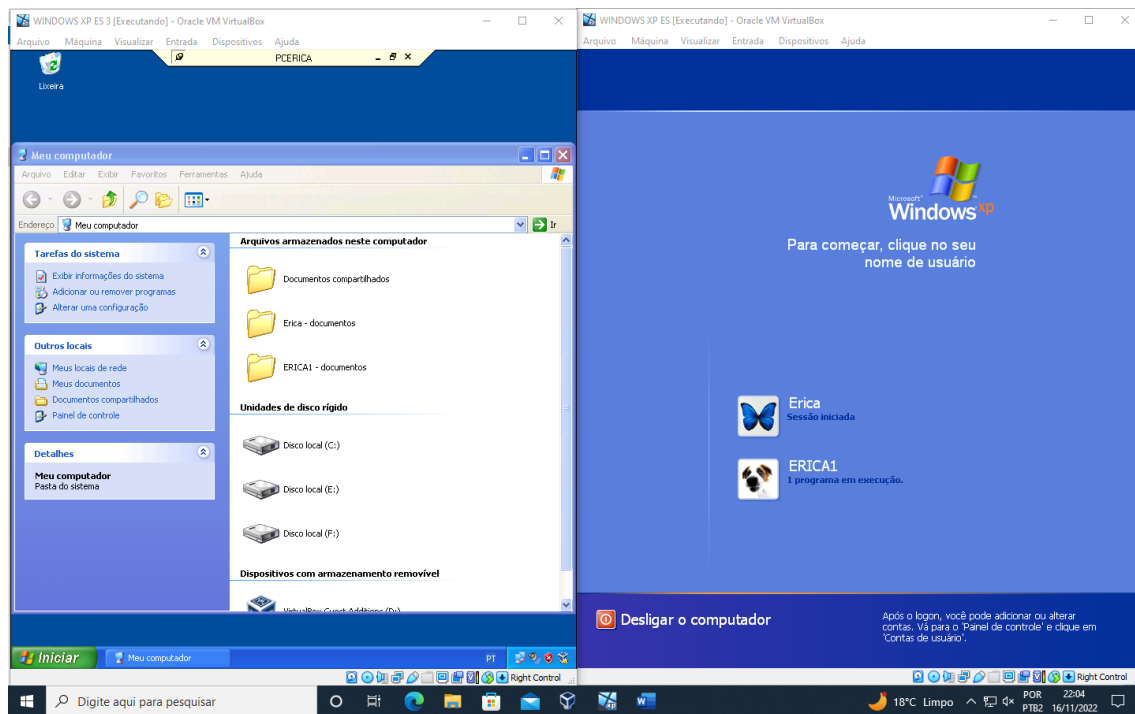 WINDOWS XP ES 3 [Executando] - Oracle VM VirtualBox
Arquivo Máquina Visualizar Entrada Dispositivos Ajuda
PCERICA
Lixeira
Meu computador
Arquivo Editar Exibir Favoritos Ferramentas Ajuda
Endereço Meu computador Ir
Tarefas do sistema
Exibir informações do sistema
Adicionar ou remover programas
Alterar uma configuração
Outros locais
Meus locais de rede
Meus documentos
Documentos compartilhados
Painel de controle
Detalhes
Meu computador
Pasta do sistema
Arquivos armazenados neste computador
Documentos compartilhados
Erica - documentos
ERICA1 - documentos
Unidades de disco rígido
Disco local (C:)
Disco local (E:)
Disco local (F:)
Dispositivos com armazenamento removível
VirtualBox Guest Additions (D:)
Iniciar Meu computador PT
Right Control
WINDOWS XP ES [Executando] - Oracle VM VirtualBox
Arquivo Máquina Visualizar Entrada Dispositivos Ajuda
Microsoft
Windows xp
Para começar, clique no seu
nome de usuário
Erica
Sessão iniciada
ERICA1
1 programa em execução.
Desligar o computador
Após o logon, você pode adicionar ou alterar
contas. Vá para o 'Painel de controle' e clique em
'Contas de usuário'.
Right Control
Digite aqui para pesquisar
18°C Limpo
POR
PTB2
22:04
16/11/2022